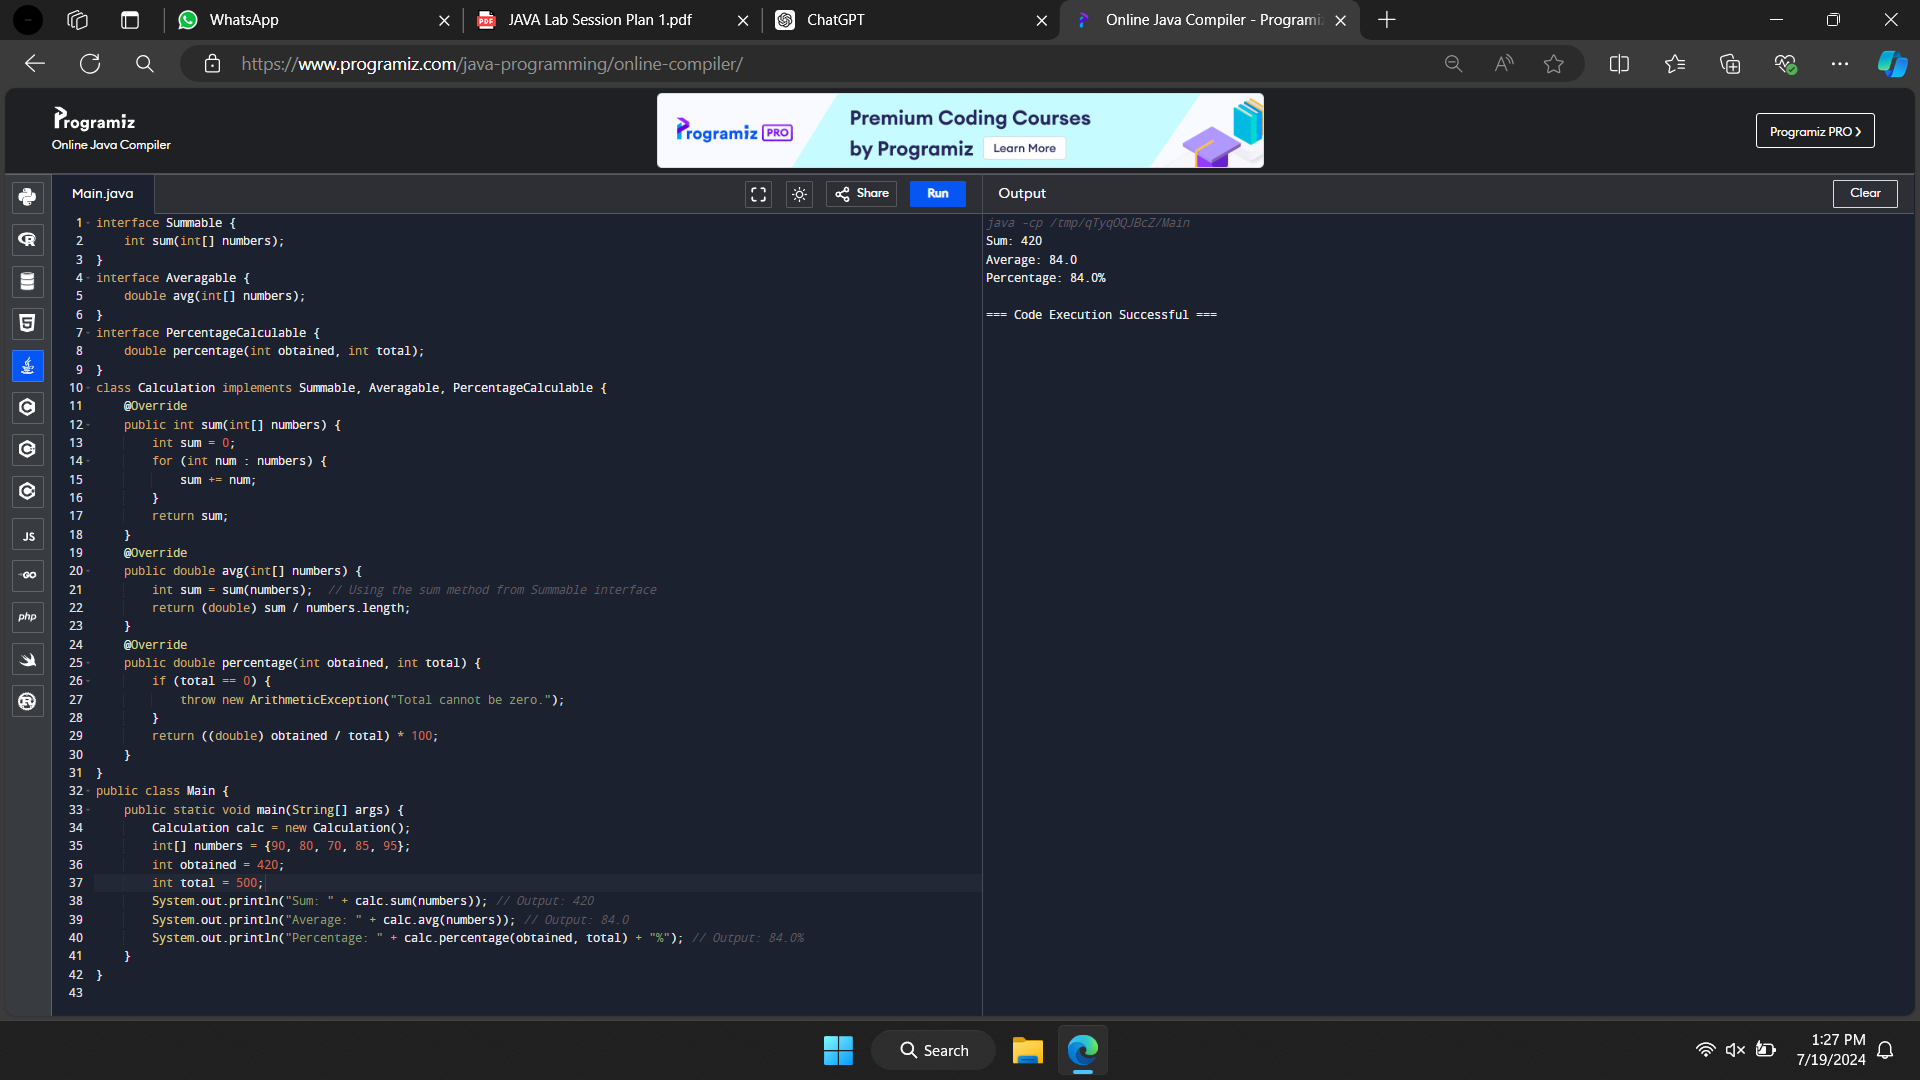 WhatsApp
JAVA Lab Session Plan 1.pdf
ChatGPT
Online Java Compiler - Programiz
https://www.programiz.com/java-programming/online-compiler/
Programiz
Online Java Compiler
Programiz PRO
Premium Coding Courses
by Programiz
Learn More
Programiz PRO
Main.java
Share
Run
Output
Clear
1 interface Summable {
2     int sum(int[] numbers);
3 }
4 interface Averagable {
5     double avg(int[] numbers);
6 }
7 interface PercentageCalculable {
8     double percentage(int obtained, int total);
9 }
10 class Calculation implements Summable, Averagable, PercentageCalculable {
11     @Override
12     public int sum(int[] numbers) {
13         int sum = 0;
14         for (int num : numbers) {
15             sum += num;
16         }
17         return sum;
18     }
19     @Override
20     public double avg(int[] numbers) {
21         int sum = sum(numbers);  // Using the sum method from Summable interface
22         return (double) sum / numbers.length;
23     }
24     @Override
25     public double percentage(int obtained, int total) {
26         if (total == 0) {
27             throw new ArithmeticException("Total cannot be zero.");
28         }
29         return ((double) obtained / total) * 100;
30     }
31 }
32 public class Main {
33     public static void main(String[] args) {
34         Calculation calc = new Calculation();
35         int[] numbers = {90, 80, 70, 85, 95};
36         int obtained = 420;
37         int total = 500;
38         System.out.println("Sum: " + calc.sum(numbers)); // Output: 420
39         System.out.println("Average: " + calc.avg(numbers)); // Output: 84.0
40         System.out.println("Percentage: " + calc.percentage(obtained, total) + "%"); // Output: 84.0%
41     }
42 }
43
java -cp /tmp/qTyqOQJBcZ/Main
Sum: 420
Average: 84.0
Percentage: 84.0%
=== Code Execution Successful ===
JS
GO
php
Search
1:27 PM
7/19/2024